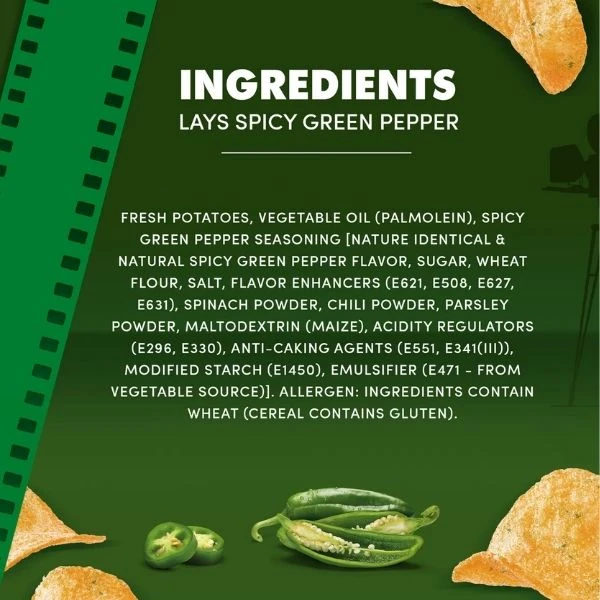 INGREDIENTS
LAYS SPICY GREEN PEPPER
FRESH POTATOES, VEGETABLE OIL (PALMOLEIN), SPICY
GREEN PEPPER SEASONING [NATURE IDENTICAL &
NATURAL SPICY GREEN PEPPER FLAVOR, SUGAR, WHEAT
FLOUR, SALT, FLAVOR ENHANCERS (E621, E508, E627,
E631), SPINACH POWDER, CHILI POWDER, PARSLEY
POWDER, MALTODEXTRIN (MAIZE), ACIDITY REGULATORS
(E296, E330), ANTI-CAKING AGENTS (E551, E341(III)),
MODIFIED STARCH (E1450), EMULSIFIER (E471 - FROM
VEGETABLE SOURCE)]. ALLERGEN: INGREDIENTS CONTAIN
WHEAT (CEREAL CONTAINS GLUTEN).